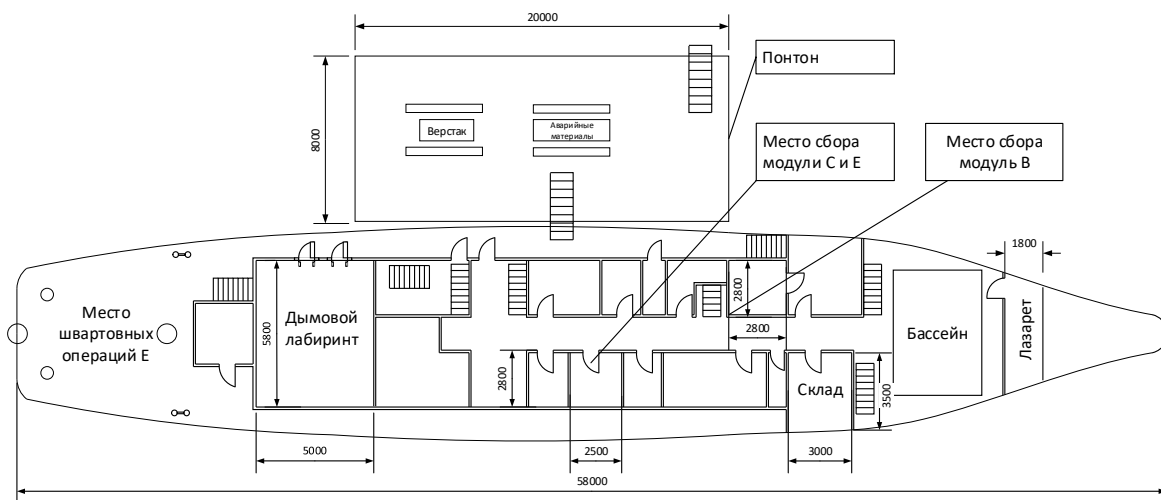 20000
Понтон
8000
Верстак
Аварийные
материалы
Место сбора
модули С и Е
Место сбора
модуль В
1800
Место
швартовных
операций Е
5800
Дымовой
лабиринт
2800
2800
2800
Бассейн
Лазарет
Склад
3500
5000
2500
3000
58000